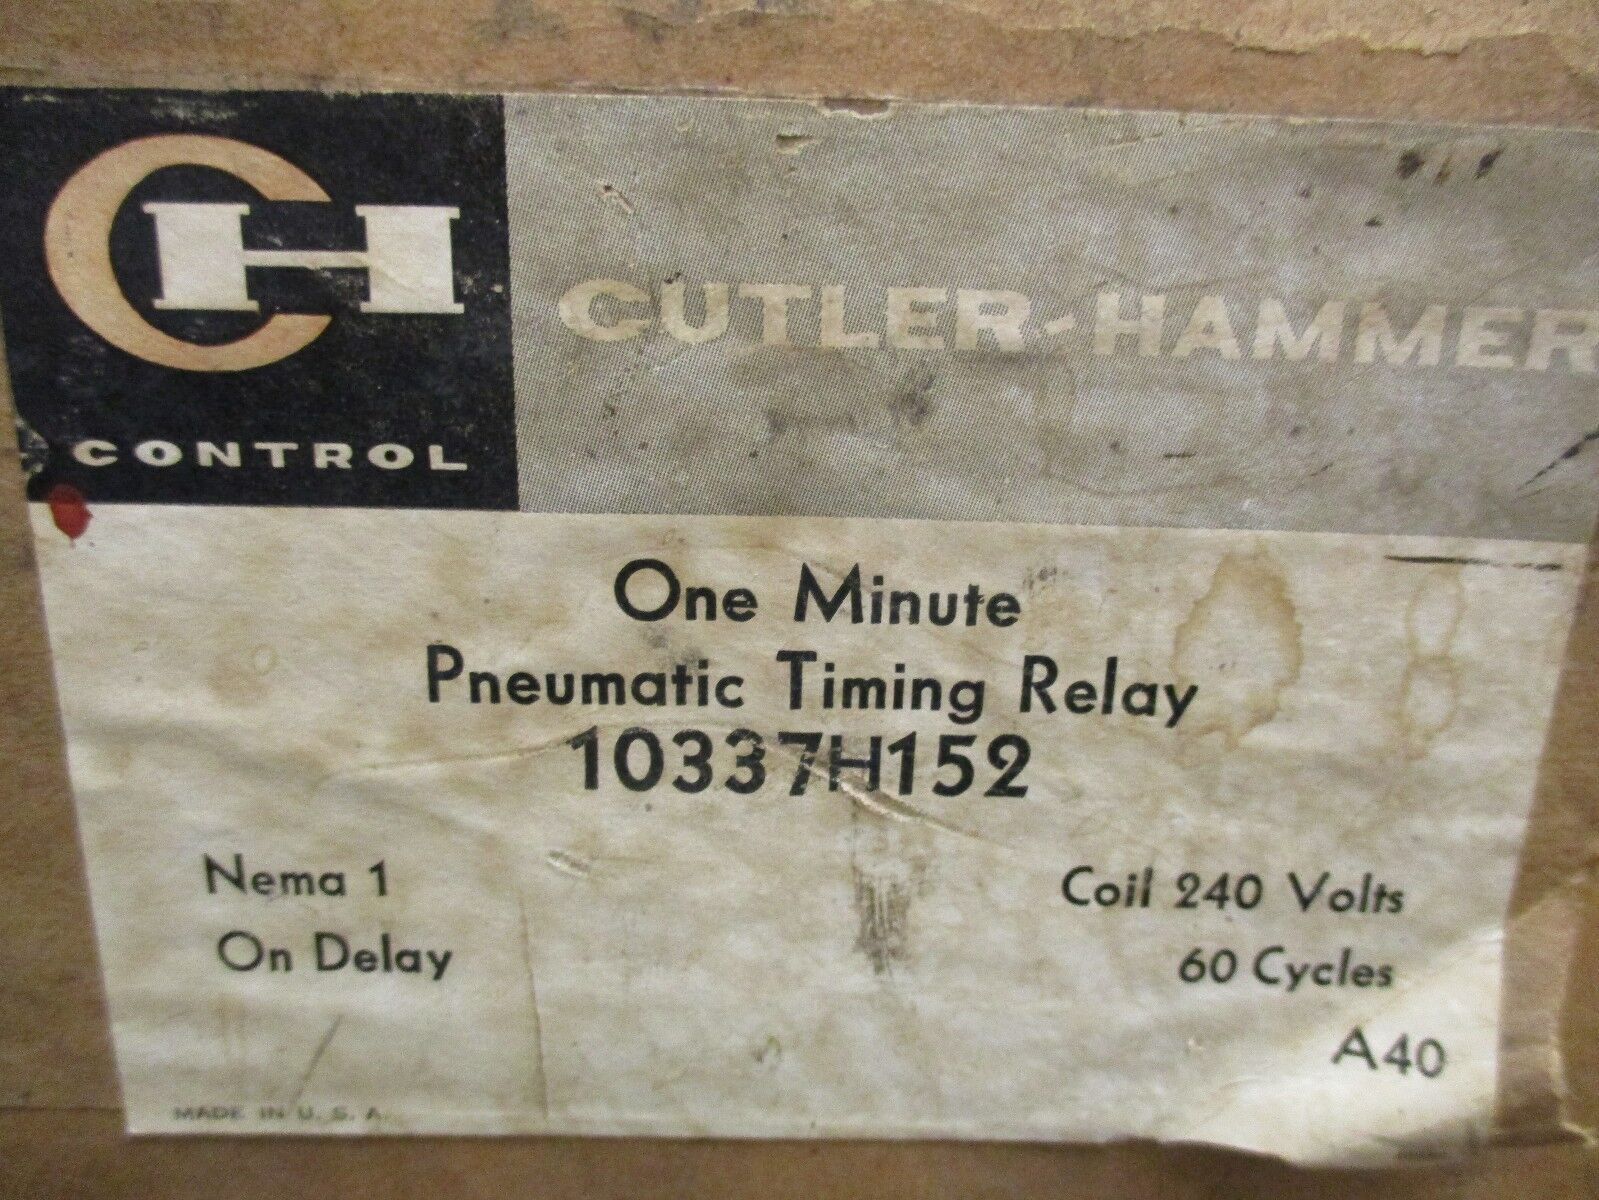 CH
CONTROL
CUTLER-HAMMER
One Minute
Pneumatic Timing Relay
10337H152
Nema 1
On Delay
Coil 240 Volts
60 Cycles
A40
MADE IN U. S. A.